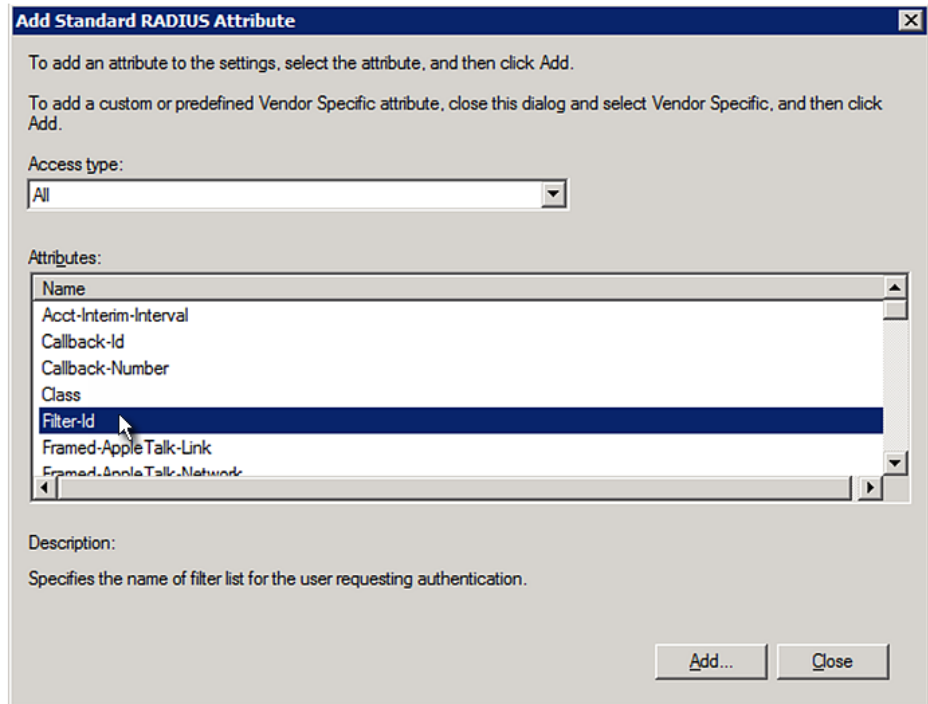 Add Standard RADIUS Attribute
To add an attribute to the settings, select the attribute, and then click Add.
To add a custom or predefined Vendor Specific attribute, close this dialog and select Vendor Specific, and then click
Add.
Access type:
All
Attributes:
Name
Acct-Interim-Interval
Callback-Id
Callback-Number
Class
Filter-Id
Framed-AppleTalk-Link
Framed-AppleTalk-Network
Description:
Specifies the name of filter list for the user requesting authentication.
Add... Close